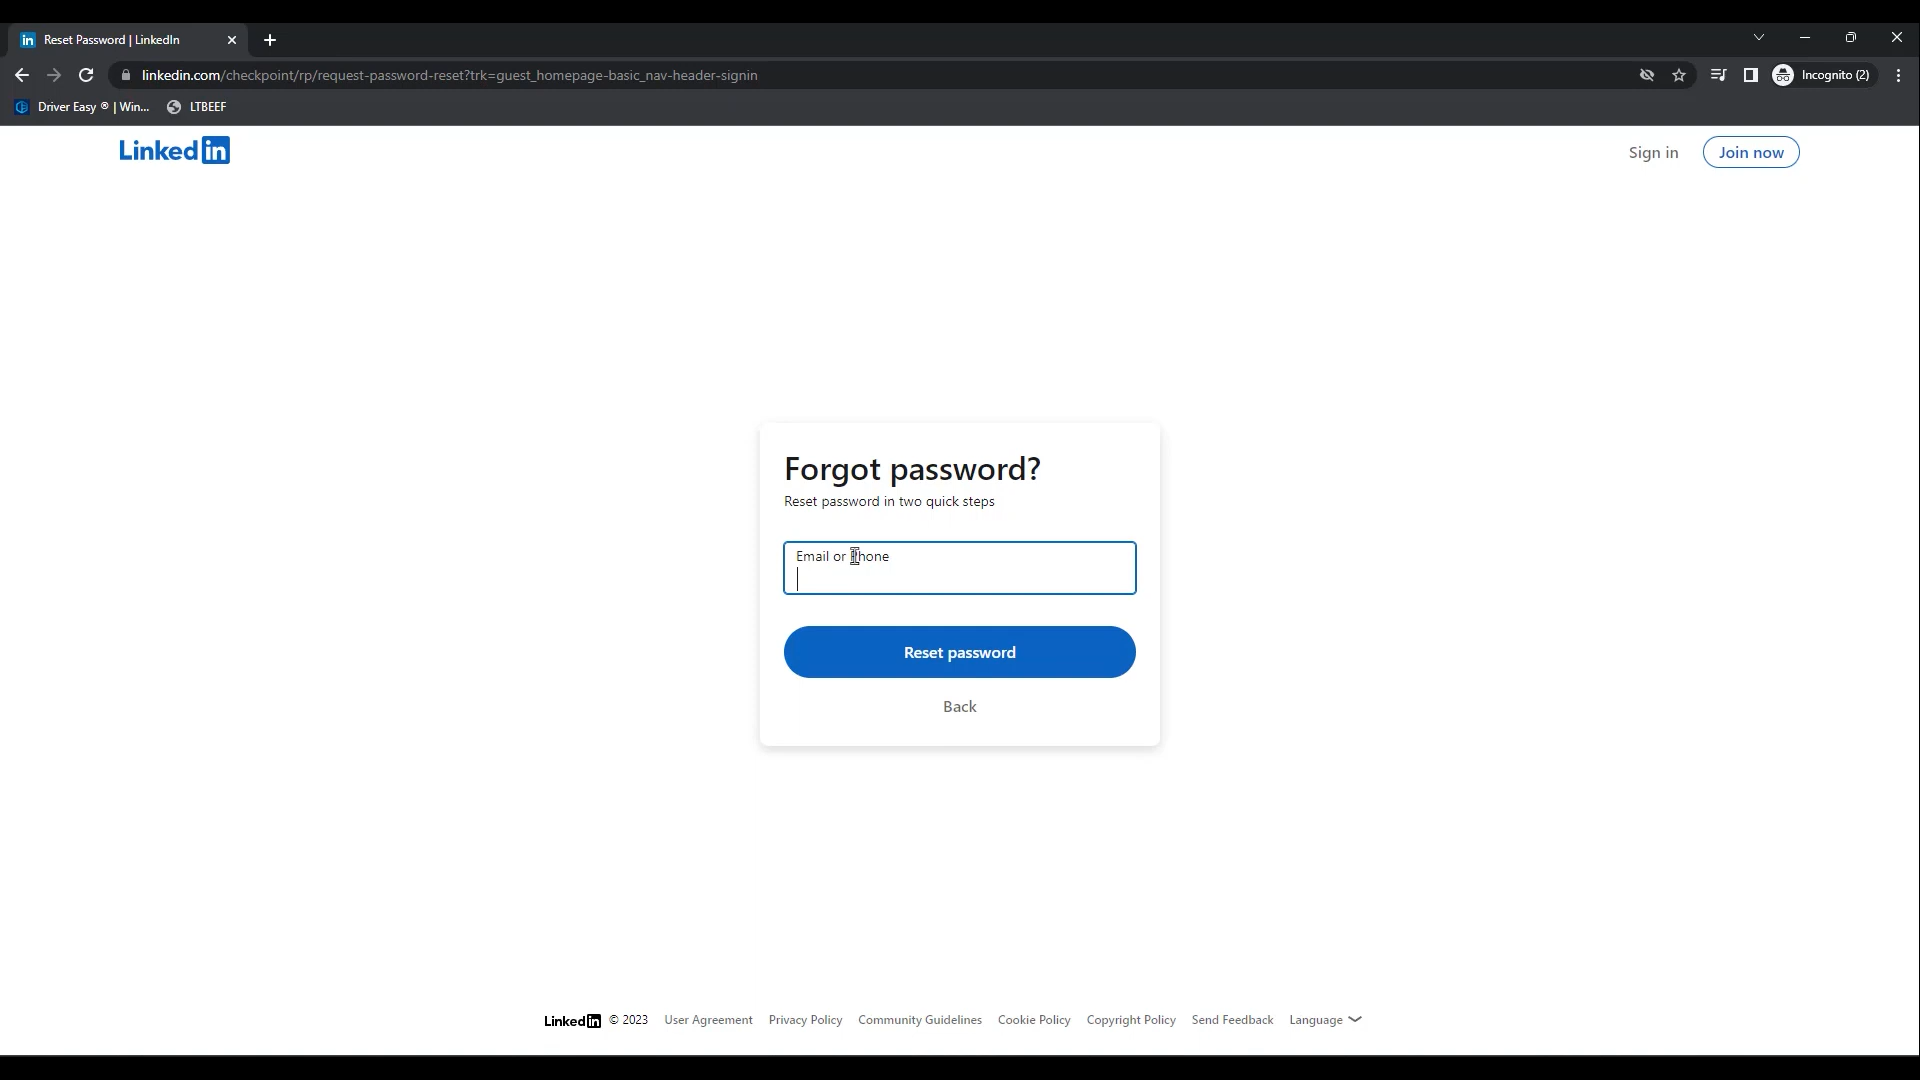 Reset Password | LinkedIn
linkedin.com/checkpoint/rp/request-password-reset?trk=guest_homepage-basic_nav-header-signin
Incognito (2)
Driver Easy ® | Win...
LTBEEF
Linked in
Sign in
Join now
Forgot password?
Reset password in two quick steps
Email or Phone
Reset password
Back
Linked in © 2023 User Agreement Privacy Policy Community Guidelines Cookie Policy Copyright Policy Send Feedback Language